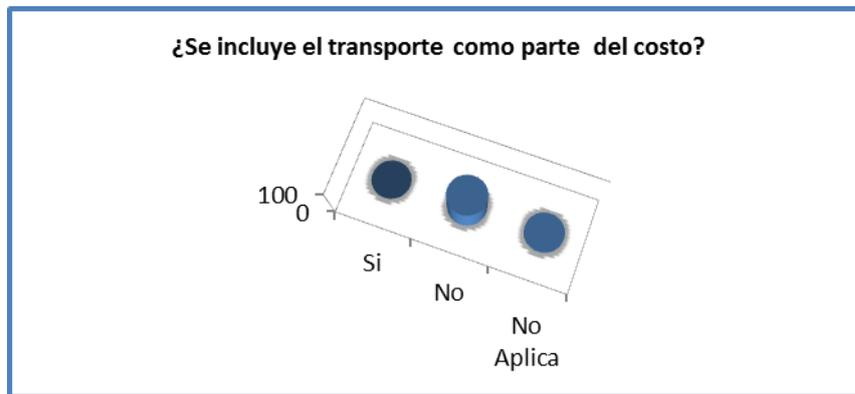 ¿Se incluye el transporte como parte del costo?
100
0
Si
No
No
Aplica